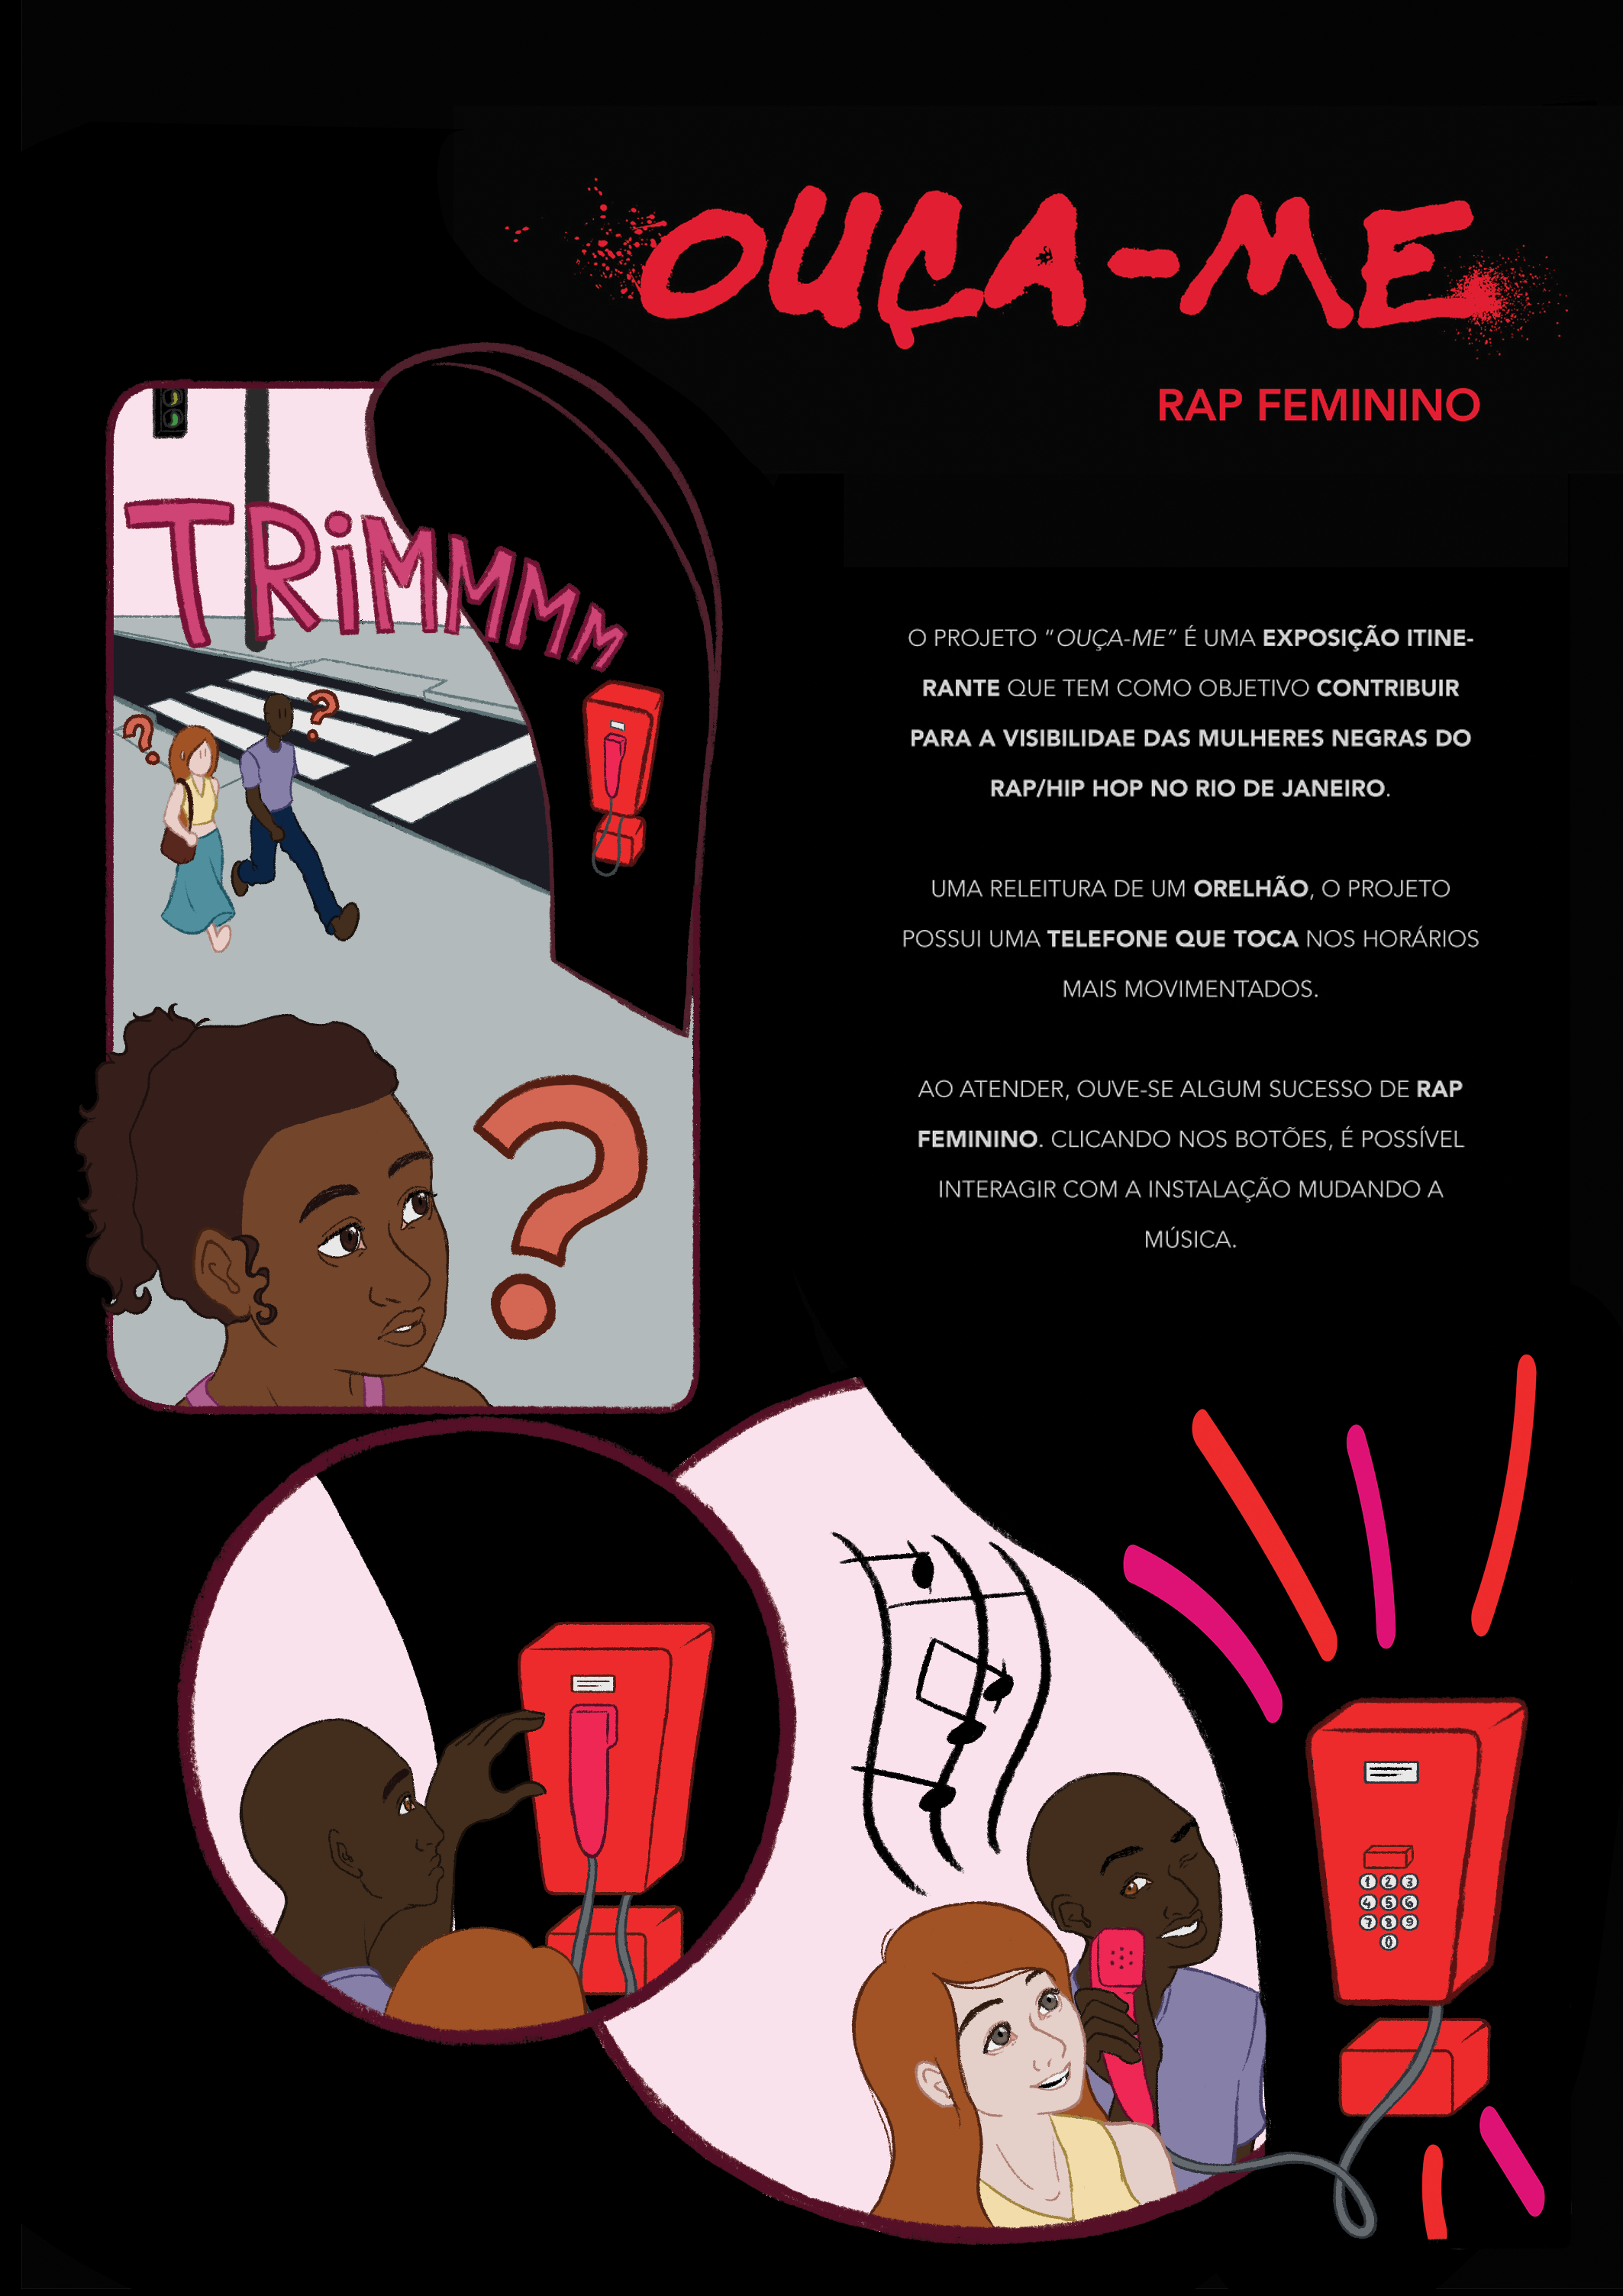 OUÇA-ME
RAP FEMININO
TRiMMMM
?
?
?
O PROJETO “OUÇA-ME” É UMA EXPOSIÇÃO ITINE-
RANTE QUE TEM COMO OBJETIVO CONTRIBUIR
PARA A VISIBILIDAE DAS MULHERES NEGRAS DO
RAP/HIP HOP NO RIO DE JANEIRO.
UMA RELEITURA DE UM ORELHÃO, O PROJETO
POSSUI UMA TELEFONE QUE TOCA NOS HORÁRIOS
MAIS MOVIMENTADOS.
AO ATENDER, OUVE-SE ALGUM SUCESSO DE RAP
FEMININO. CLICANDO NOS BOTÕES, É POSSÍVEL
INTERAGIR COM A INSTALAÇÃO MUDANDO A
MÚSICA.
1 2 3
4 5 6
7 8 9
0